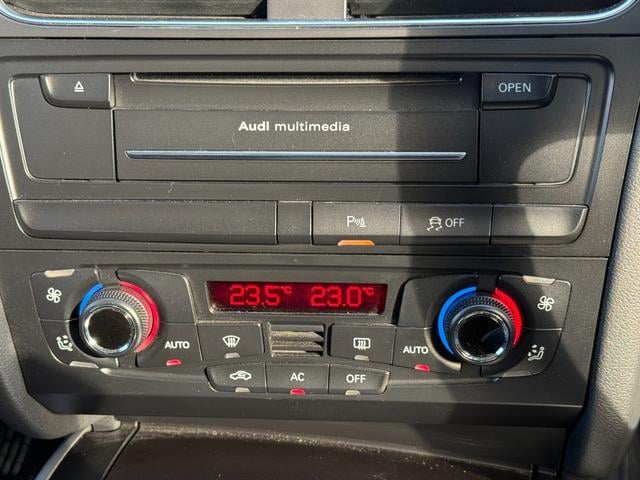 OPEN
Audi multimedia
P OFF
23.5°C 23.0°C
AUTO AUTO
AC OFF